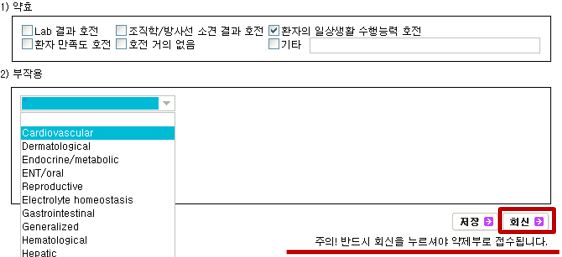 1) 약효
Lab 결과 호전 조직학/방사선 소견 결과 호전 환자의 일상생활 수행능력 호전
환자 만족도 호전 호전 거의 없음 기타
2) 부작용
Cardiovascular
Dermatological
Endocrine/metabolic
ENT/oral
Reproductive
Electrolyte homeostasis
Gastrointestinal
Generalized
Hematological
Hepatic
저장 회신
주의! 반드시 회신을 누르셔야 약제부로 접수됩니다.